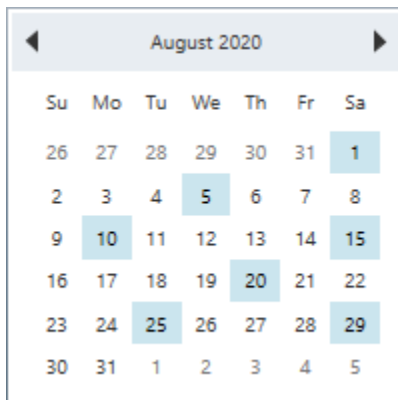 August 2020
Su Mo Tu We Th Fr Sa
26 27 28 29 30 31 1
2 3 4 5 6 7 8
9 10 11 12 13 14 15
16 17 18 19 20 21 22
23 24 25 26 27 28 29
30 31 1 2 3 4 5